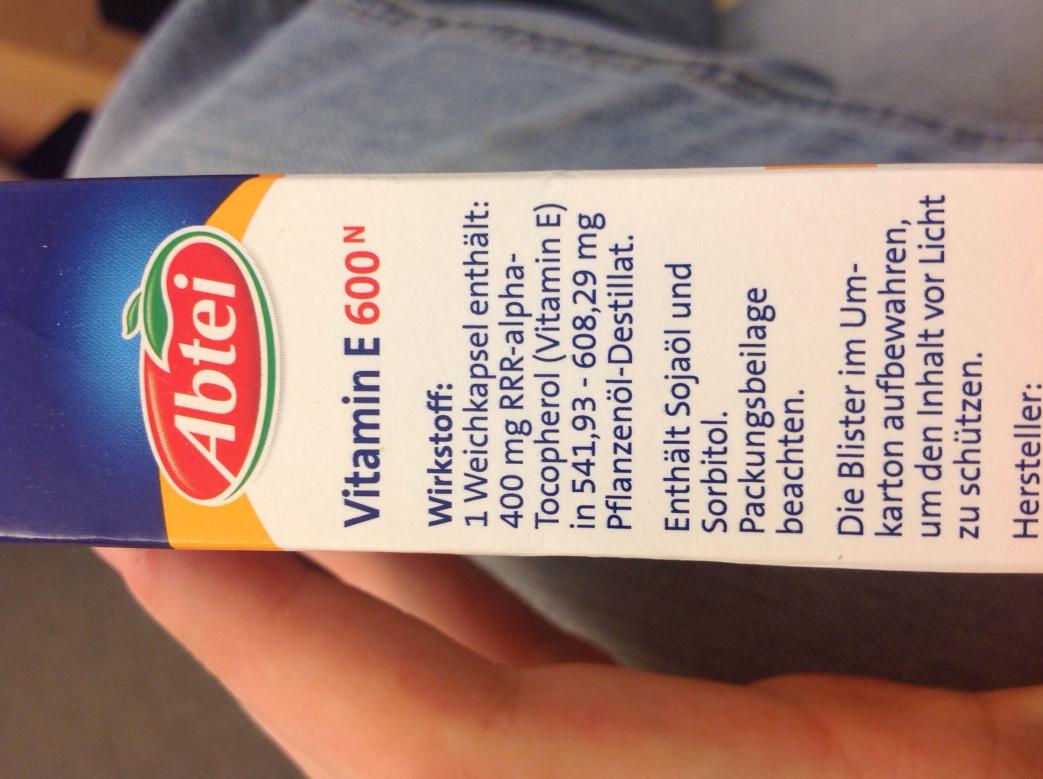 Abtei
Vitamin E 600 N
Wirkstoff:
1 Weichkapsel enthält:
400 mg RRR-alpha-
Tocopherol (Vitamin E)
in 541,93 - 608,29 mg
Pflanzenöl-Destillat.
Enthält Sojaöl und
Sorbitol.
Packungsbeilage
beachten.
Die Blister im Um-
karton aufbewahren,
um den Inhalt vor Licht
zu schützen.
Hersteller: